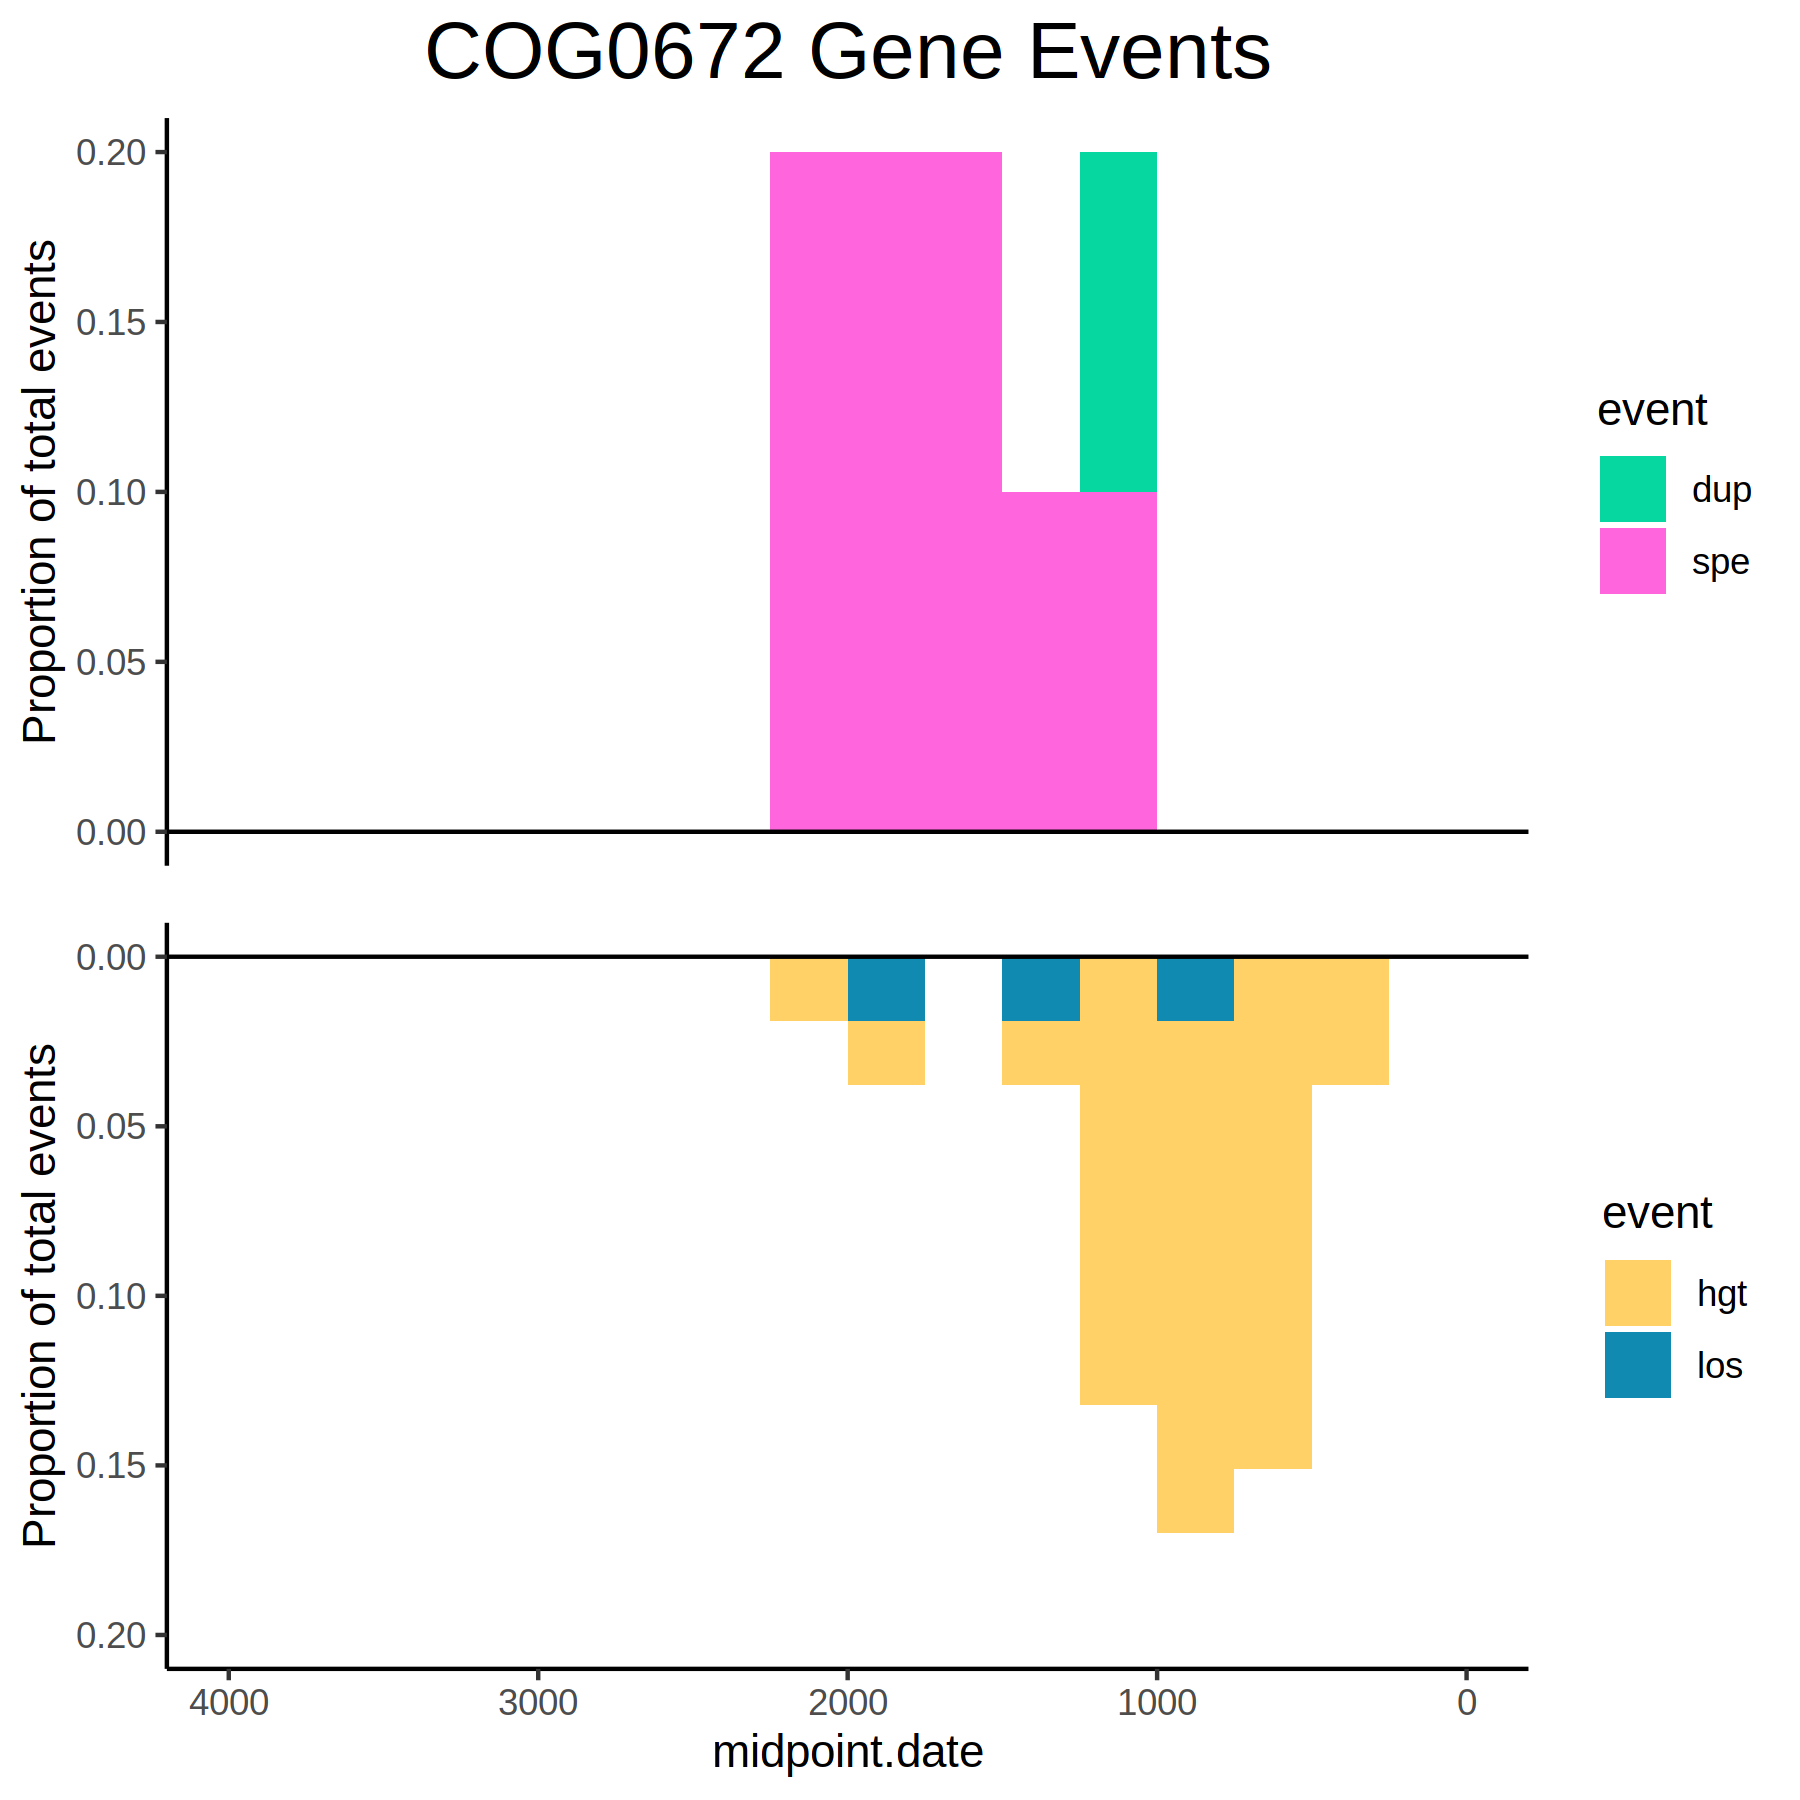 COG0672 Gene Events
Proportion of total events
0.20
0.15
0.10
0.05
0.00
event
dup
spe
Proportion of total events
0.00
0.05
0.10
0.15
0.20
event
hgt
los
4000 3000 2000 1000 0
midpoint.date